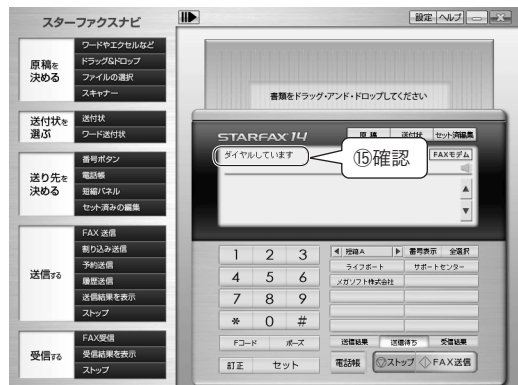 スターファクスナビ
設定 ヘルプ
原稿を決める
ワードやエクセルなど
ドラッグ&ドロップ
ファイルの選択
スキャナー
送付状を選ぶ
送付状
ワード送付状
送り先を決める
番号ボタン
電話帳
短縮パネル
セット済みの編集
送信する
FAX 送信
割り込み送信
予約送信
履歴送信
送信結果を表示
ストップ
受信する
FAX受信
受信結果を表示
ストップ
書類をドラッグ・アンド・ドロップしてください
STARFAX 14
原 稿 送付状 セット済編集
ダイヤルしています
⑮確認
FAXモデム
1 2 3
4 5 6
7 8 9
* 0 #
Fコード ポーズ
訂正 セット
短縮A 番号表示 全選択
ライフボート サポートセンター
メガソフト株式会社
送信結果 送信待ち 受信結果
電話帳 ストップ FAX送信